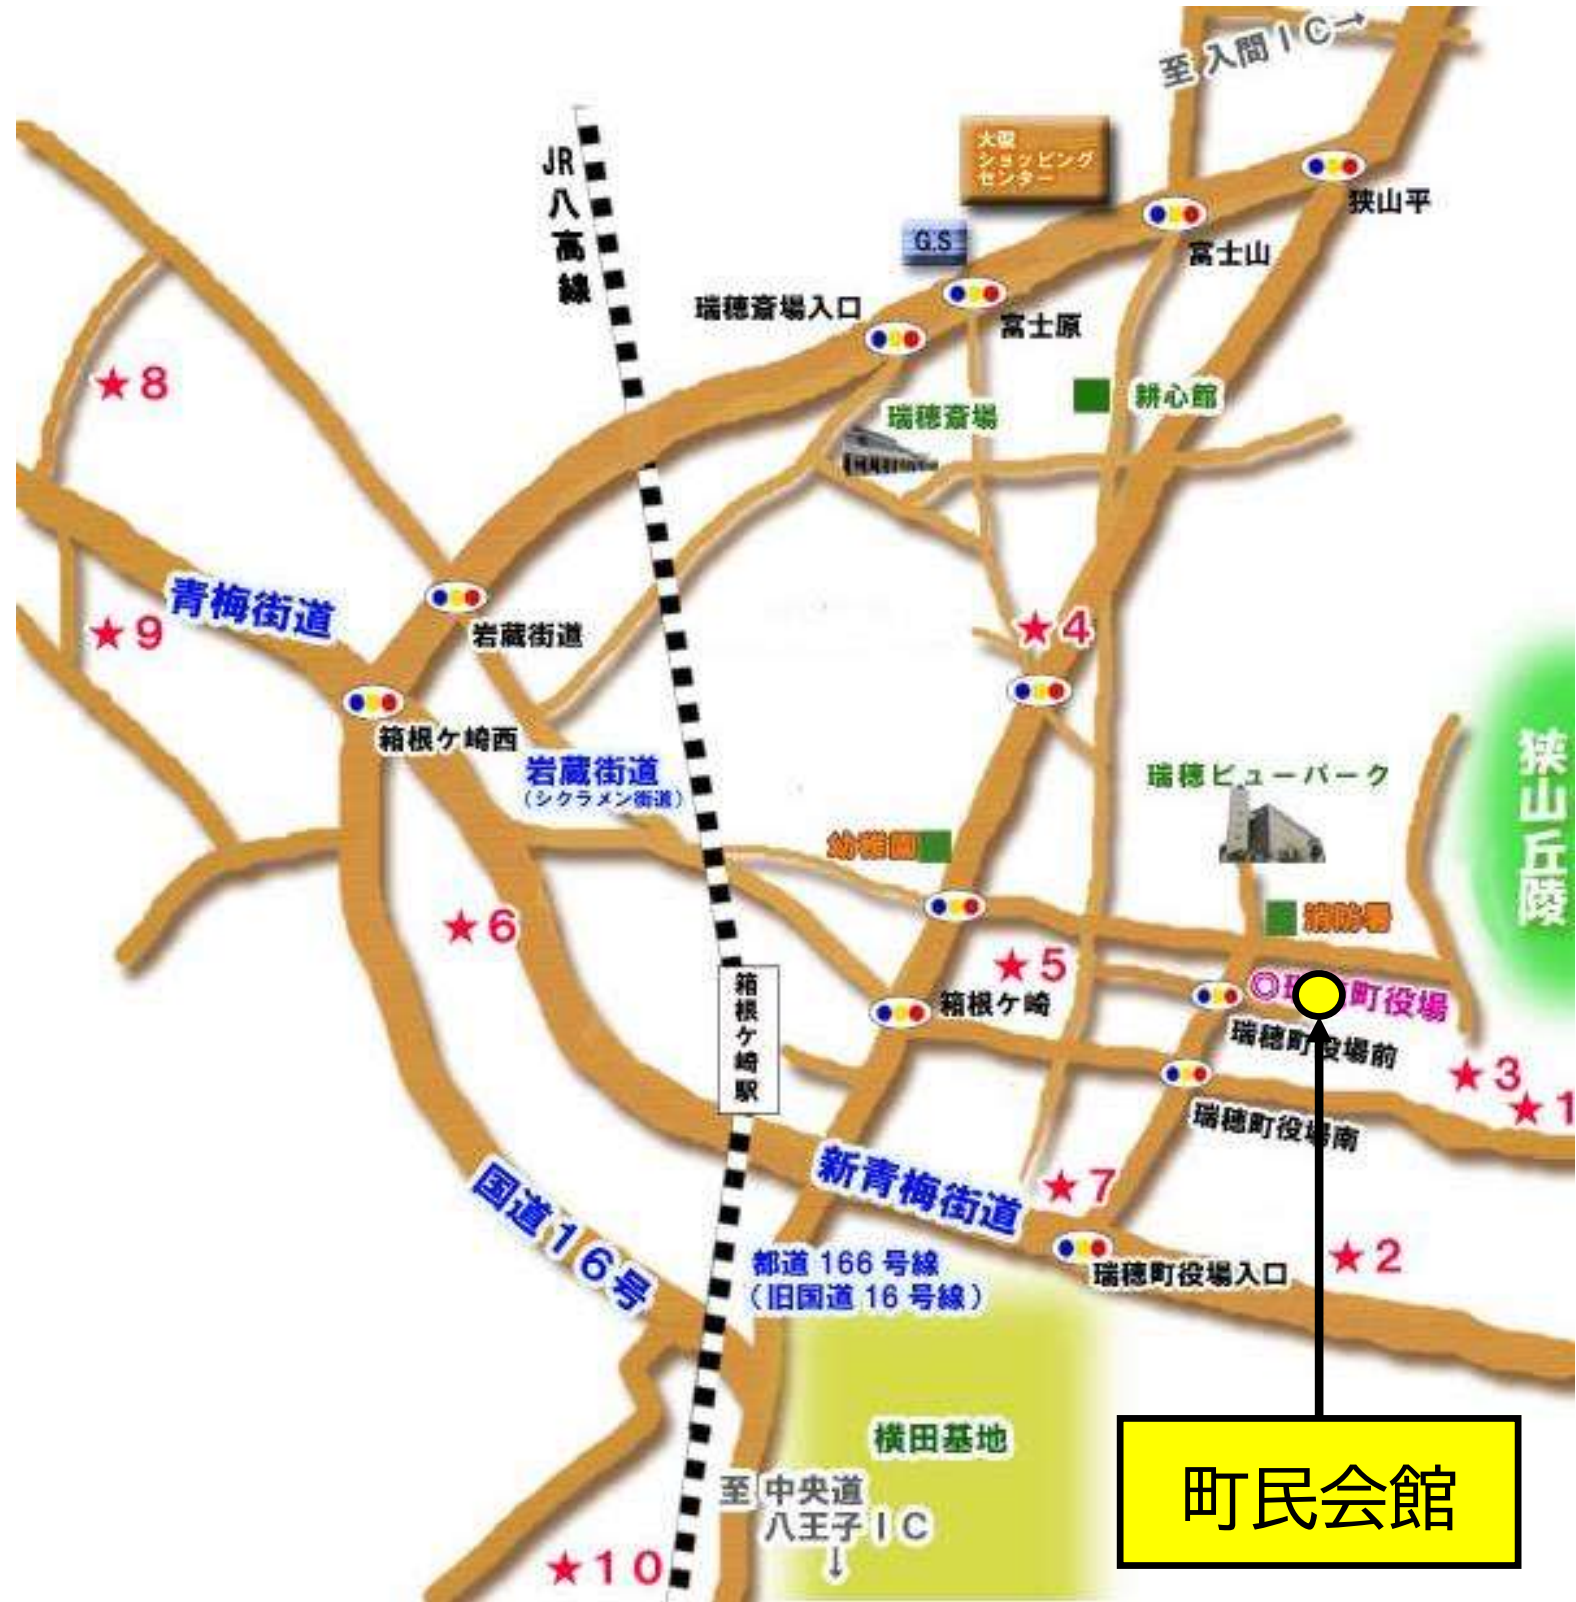 至 入間ＩＣ→
JR八高線
大型
ショッピング
センター
狭山平
G.S
富士山
瑞穂斎場入口
富士原
★8
耕心館
瑞穂斎場
青梅街道
★9
岩蔵街道
★4
箱根ケ崎西
岩蔵街道
（シクラメン街道）
瑞穂ビューパーク
狭山丘陵
幼稚園
★6
消防署
★5
箱根ケ崎駅
箱根ケ崎
◎
町役場
瑞穂町役場前
★3
★1
瑞穂町役場南
新青梅街道
★7
国道16号
都道 166 号線
（旧国道 16 号線）
瑞穂町役場入口
★2
横田基地
至 中央道
八王子ＩＣ
↓
町民会館
★10